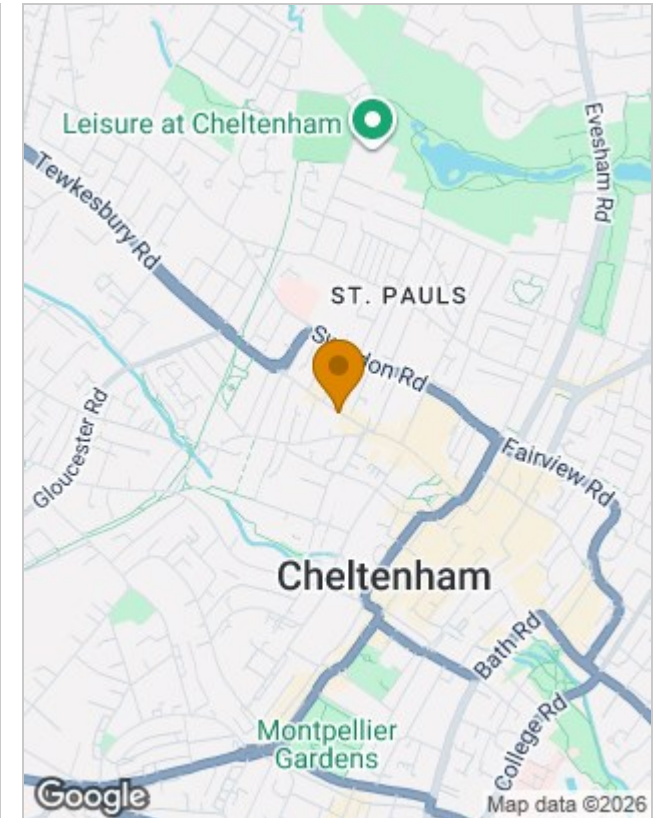 Leisure at Cheltenham
Evesham Rd
Tewkesbury Rd
ST. PAULS
Gloucester Rd
Fairview Rd
Cheltenham
Bath Rd
College Rd
Montpellier
Gardens
Google
Map data ©2026